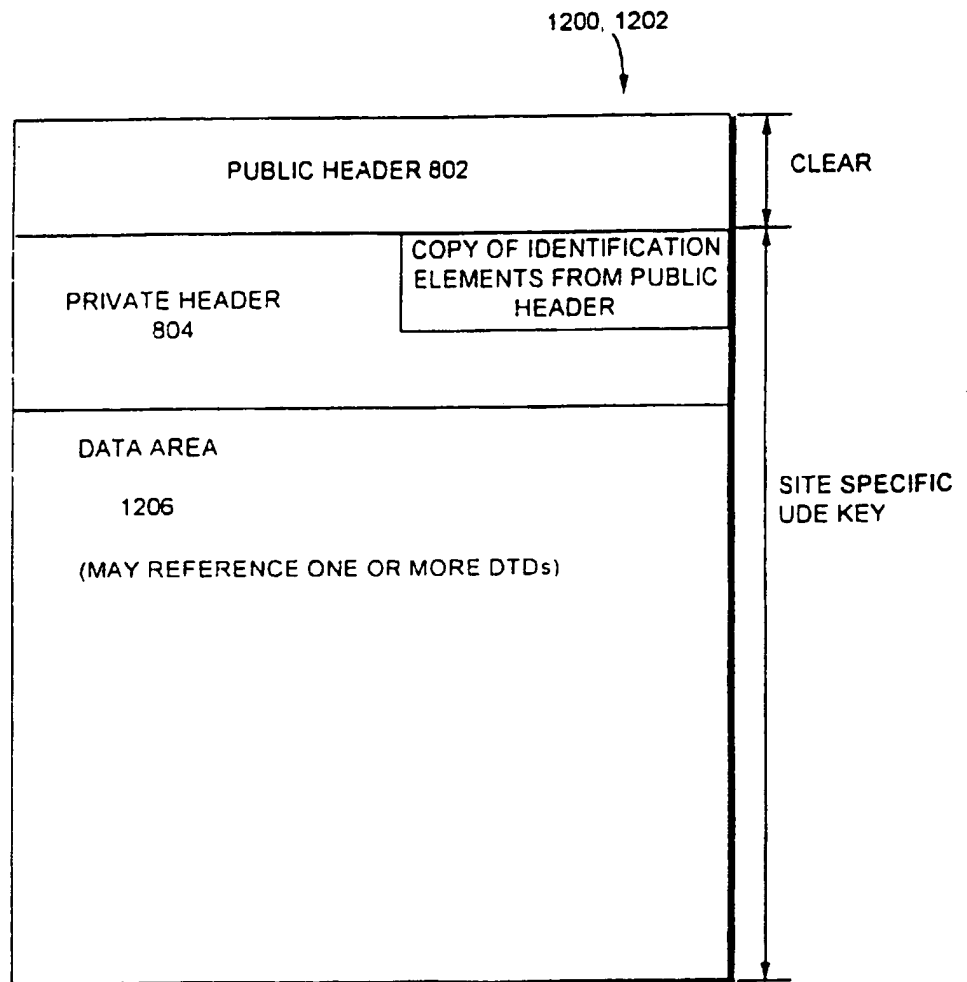 1200, 1202
PUBLIC HEADER 802
CLEAR
COPY OF IDENTIFICATION
ELEMENTS FROM PUBLIC
HEADER
PRIVATE HEADER
804
DATA AREA
1206
(MAY REFERENCE ONE OR MORE DTDs)
SITE SPECIFIC
UDE KEY